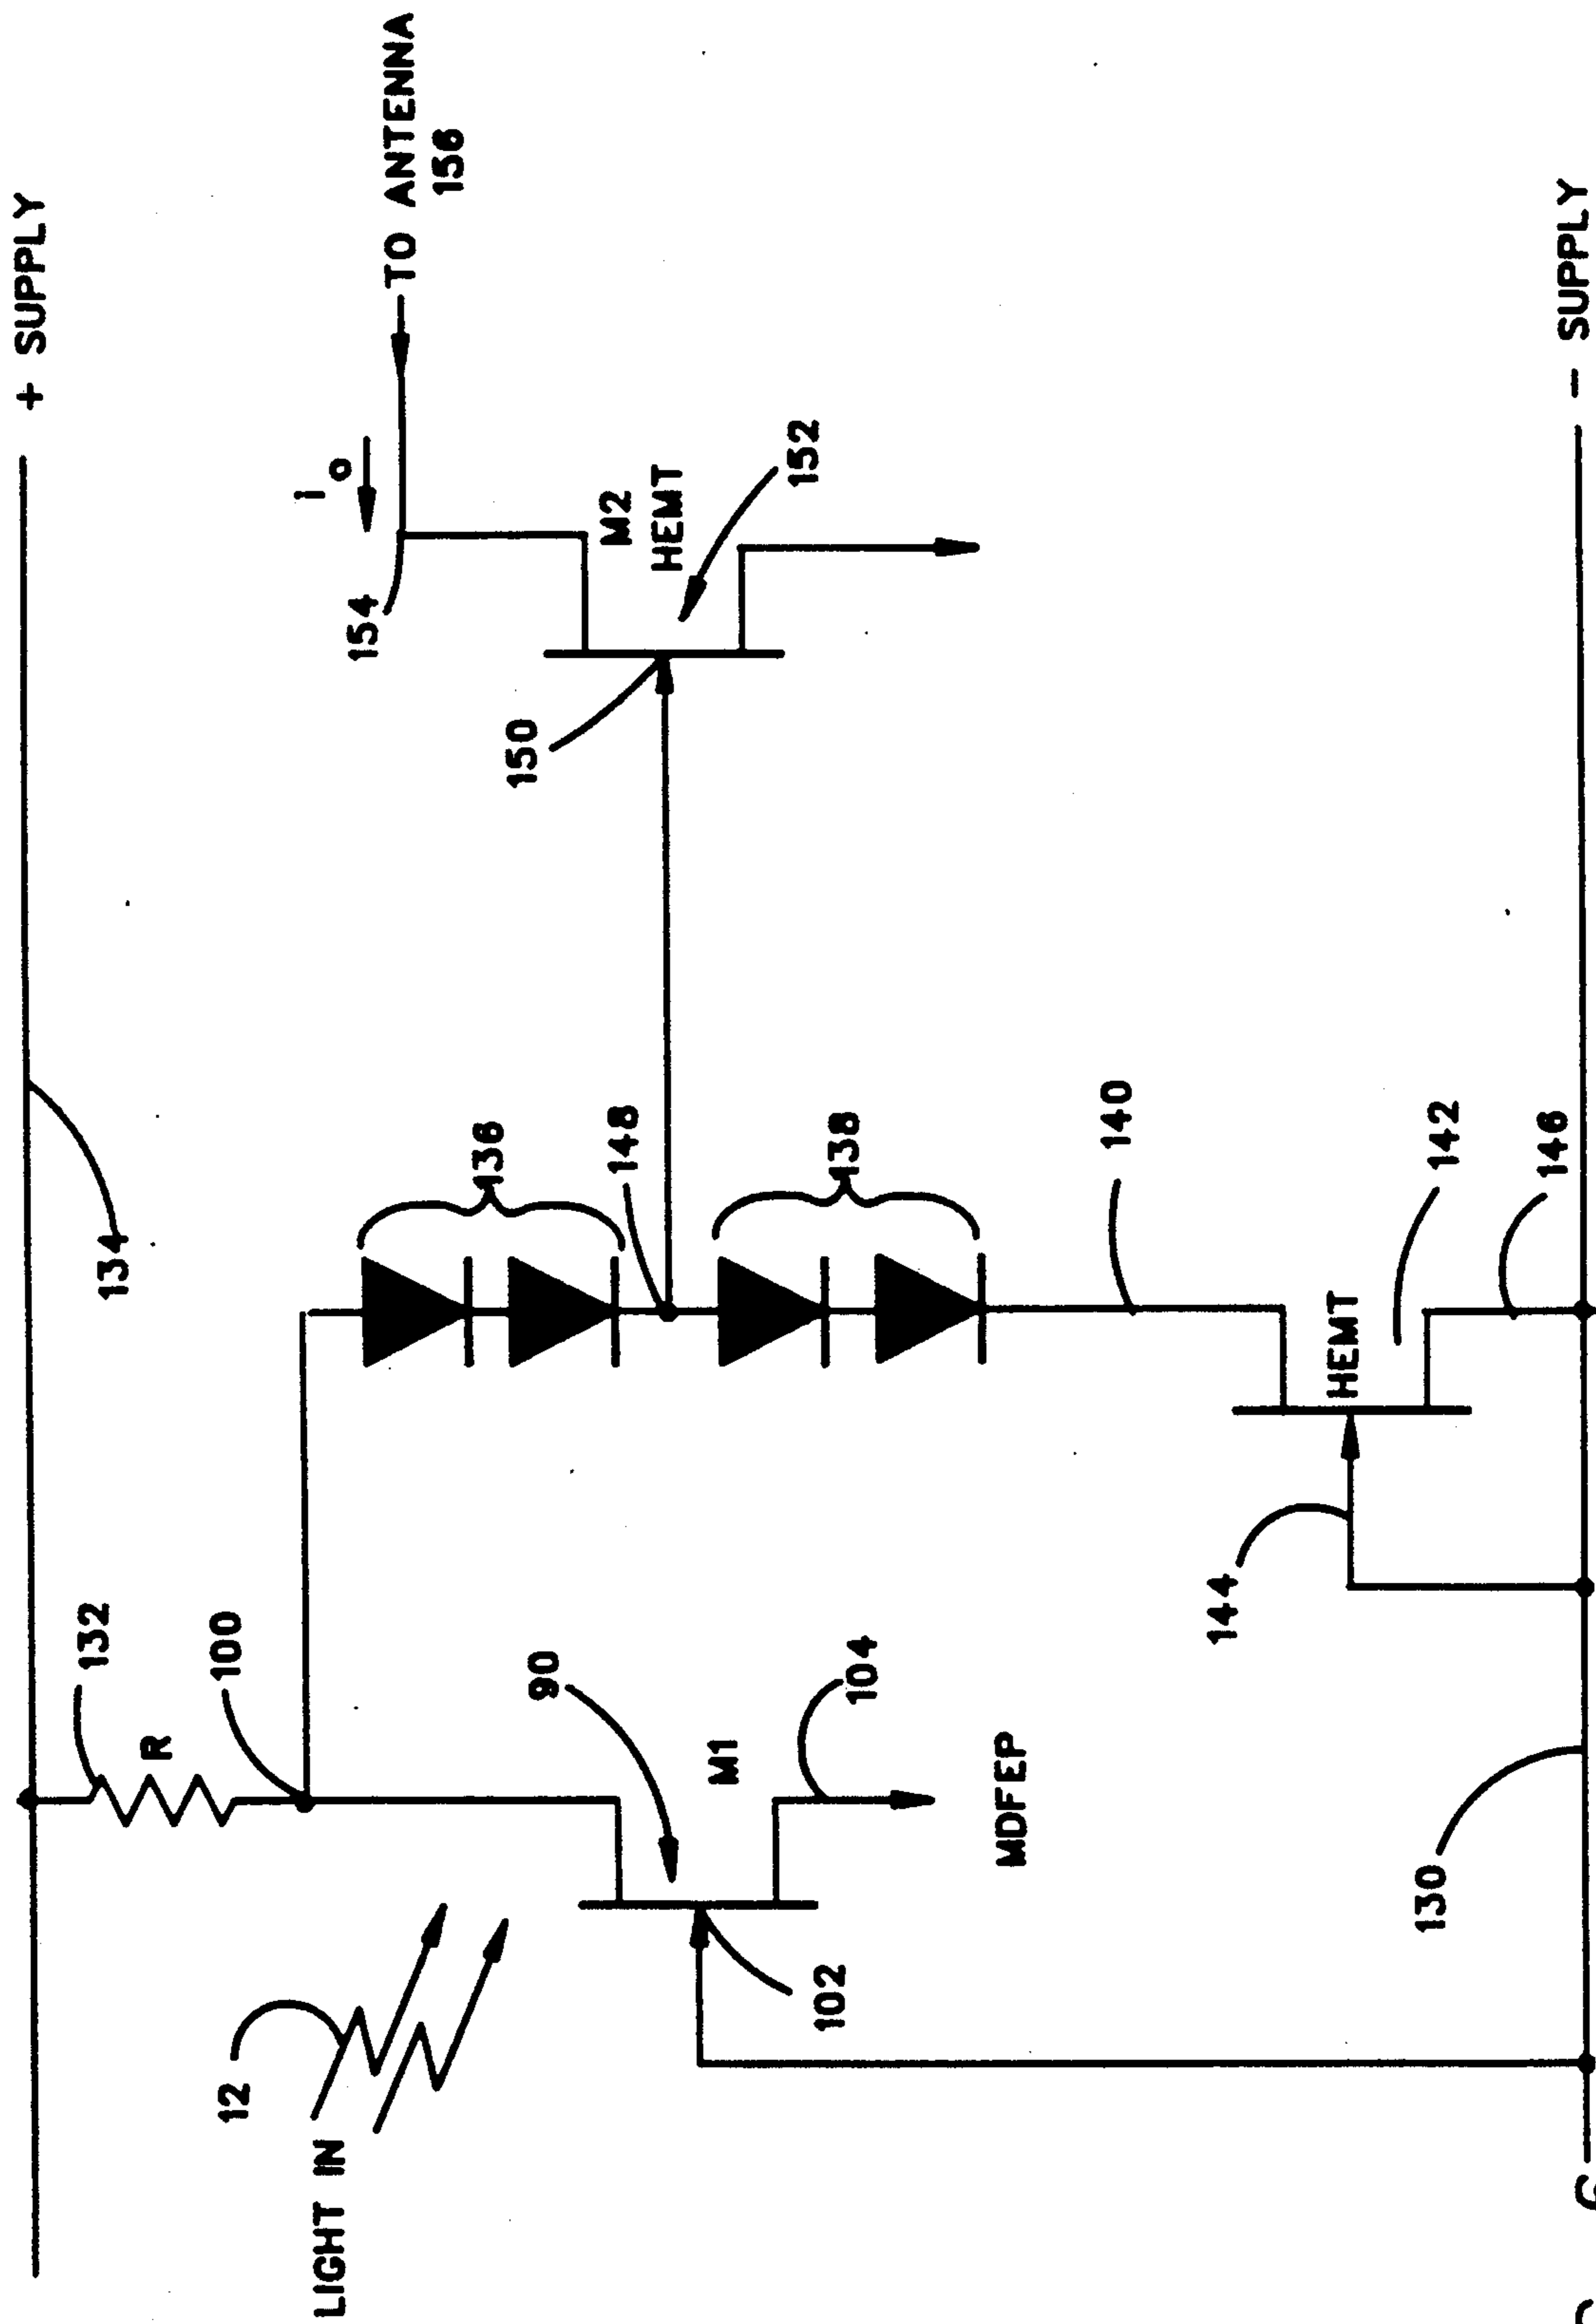 + SUPPLY
132
134
R
100
12
i o
LIGHT IN
154
TO ANTENNA
156
136
150
90
M2
HEMT
148
M1
152
102
138
104
MDFEP
140
144
HEMT
130
142
146
- SUPPLY